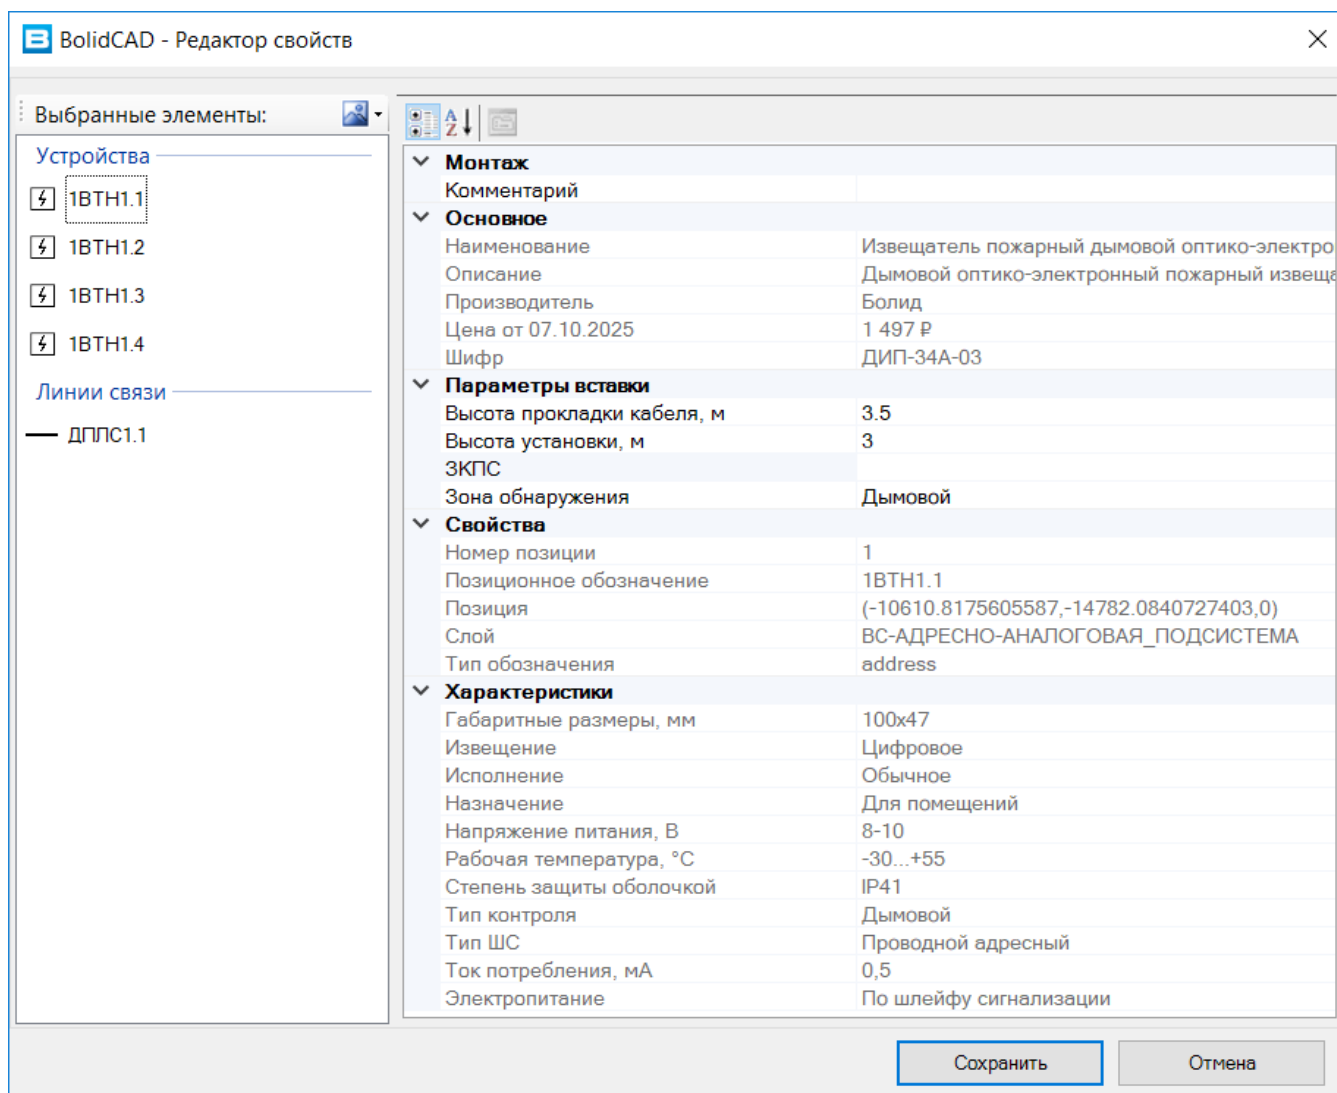 BolidCAD - Редактор свойств
Выбранные элементы:
Устройства
1ВТН1.1
1ВТН1.2
1ВТН1.3
1ВТН1.4
Линии связи
ДПЛС1.1
Монтаж
Комментарий
Основное
Наименование Извещатель пожарный дымовой оптико-электро
Описание Дымовой оптико-электронный пожарный извеща
Производитель Болид
Цена от 07.10.2025 1 497 ₽
Шифр ДИП-34А-03
Параметры вставки
Высота прокладки кабеля, м 3.5
Высота установки, м 3
ЗКПС
Зона обнаружения Дымовой
Свойства
Номер позиции 1
Позиционное обозначение 1ВТН1.1
Позиция (-10610.8175605587,-14782.0840727403,0)
Слой ВС-АДРЕСНО-АНАЛОГОВАЯ_ПОДСИСТЕМА
Тип обозначения address
Характеристики
Габаритные размеры, мм 100х47
Извещение Цифровое
Исполнение Обычное
Назначение Для помещений
Напряжение питания, В 8-10
Рабочая температура, °С -30...+55
Степень защиты оболочкой IP41
Тип контроля Дымовой
Тип ШС Проводной адресный
Ток потребления, мА 0,5
Электропитание По шлейфу сигнализации
Сохранить
Отмена